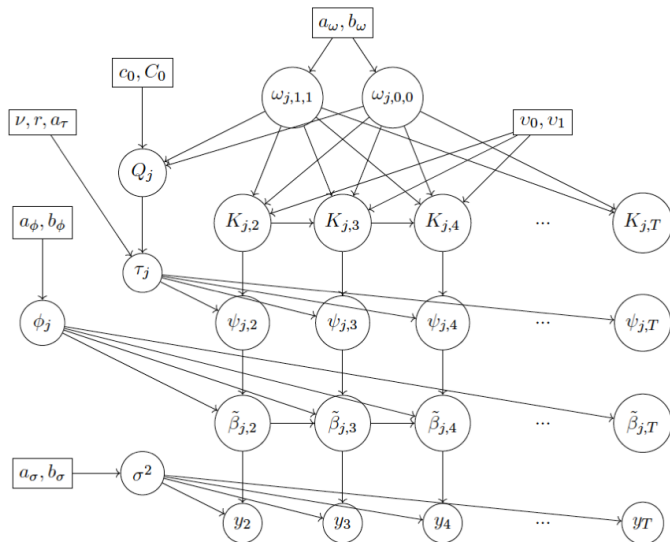 a_ω, b_ω
c_0, C_0
ω_{j,1,1} ω_{j,0,0}
ν, r, a_τ
υ_0, υ_1
Q_j
a_ϕ, b_ϕ
K_{j,2} K_{j,3} K_{j,4} ... K_{j,T}
τ_j
ϕ_j ψ_{j,2} ψ_{j,3} ψ_{j,4} ... ψ_{j,T}
β̃_{j,2} β̃_{j,3} β̃_{j,4} ... β̃_{j,T}
a_σ, b_σ σ^2
y_2 y_3 y_4 ... y_T